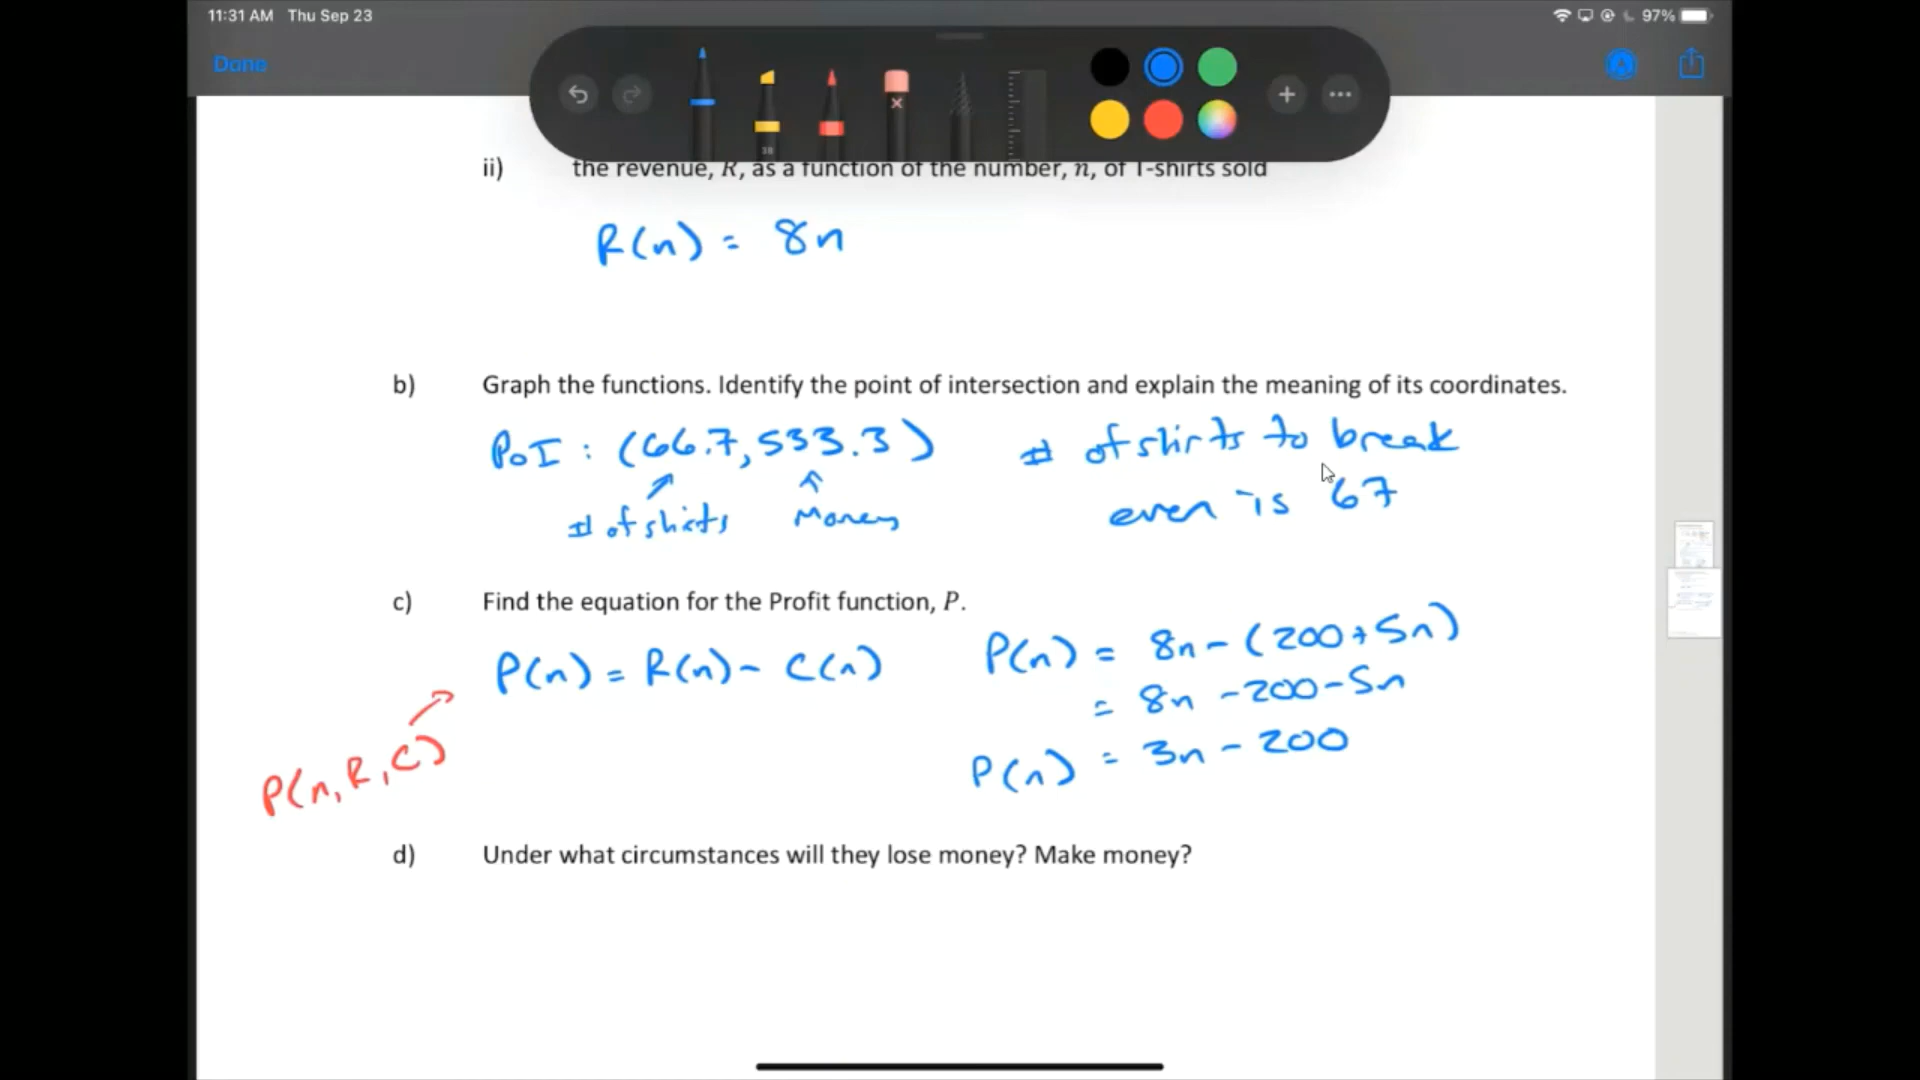 11:31 AM Thu Sep 23
97%
Done
ii) the revenue, R, as a function of the number, n, of T-shirts sold
R(n) = 8n
b) Graph the functions. Identify the point of intersection and explain the meaning of its coordinates.
PoI : (66.7, 533.3)
# of shirts
Money
# of shirts to break
even is 67
c) Find the equation for the Profit function, P.
P(n) = R(n) - C(n)
P(n, R, C)
P(n) = 8n - (200 + 5n)
= 8n - 200 - 5n
P(n) = 3n - 200
d) Under what circumstances will they lose money? Make money?